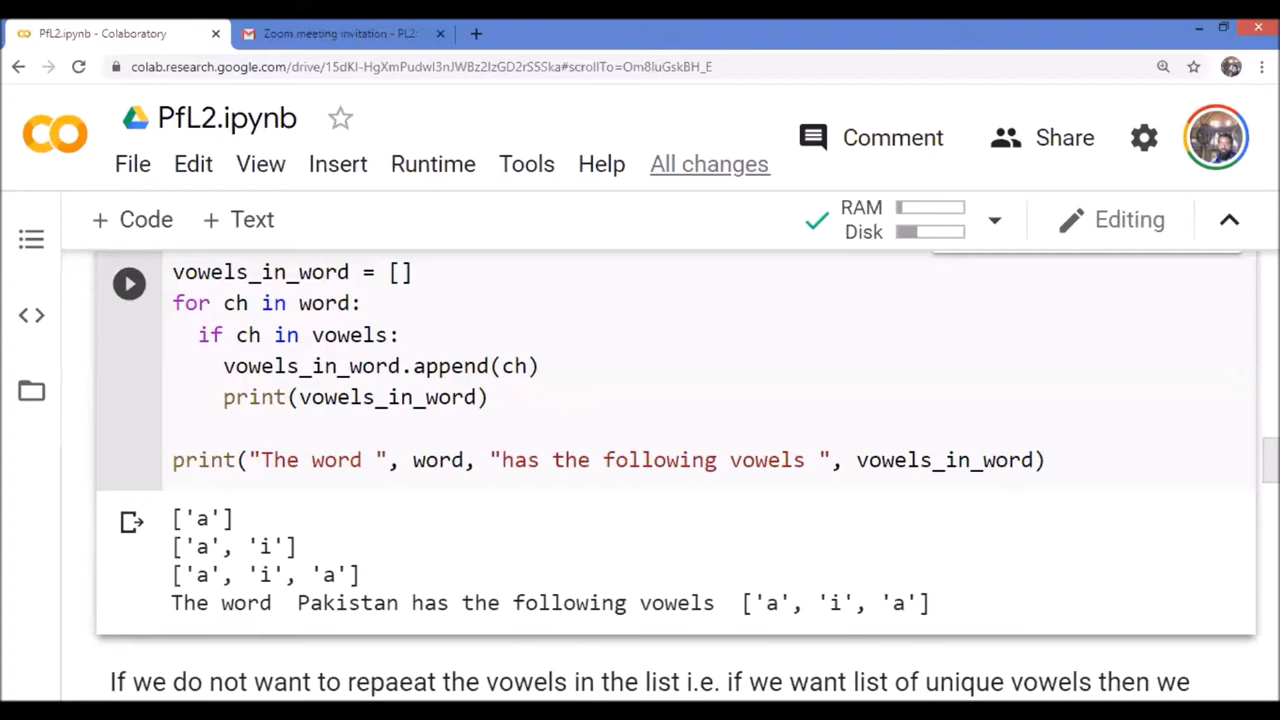 PfL2.ipynb - Colaboratory
Zoom meeting invitation - PL2:
colab.research.google.com/drive/15dKI-HgXmPudwI3nJWBz2IzGD2rS5Ska#scrollTo=Om8IuGskBH_E
PfL2.ipynb
Comment
Share
File Edit View Insert Runtime Tools Help All changes
+ Code + Text
RAM
Disk
Editing
vowels_in_word = []
for ch in word:
if ch in vowels:
vowels_in_word.append(ch)
print(vowels_in_word)
print("The word ", word, "has the following vowels ", vowels_in_word)
['a']
['a', 'i']
['a', 'i', 'a']
The word  Pakistan has the following vowels  ['a', 'i', 'a']
If we do not want to repaeat the vowels in the list i.e. if we want list of unique vowels then we